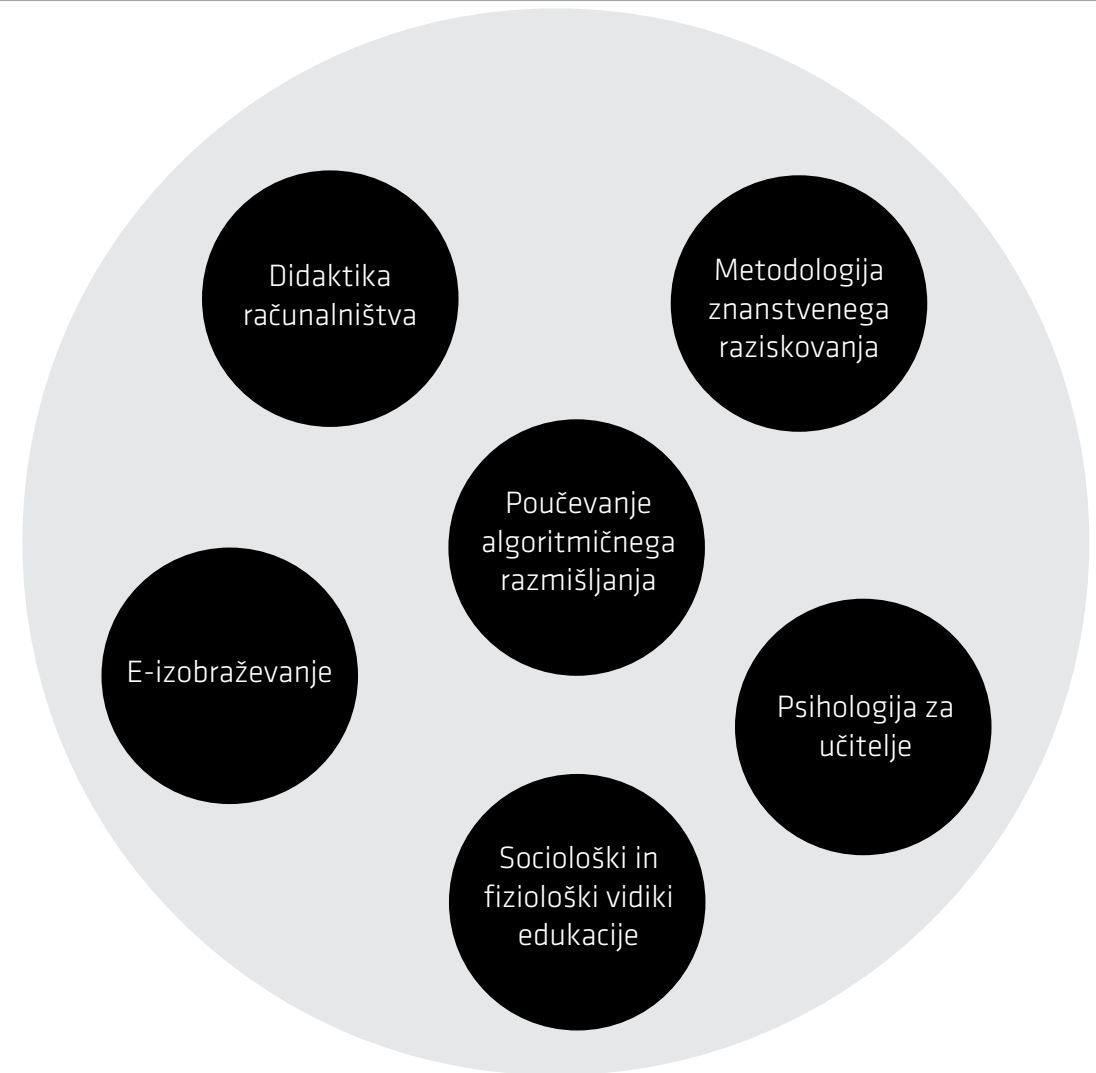 Didaktika
računalništva
Metodologija
znanstvenega
raziskovanja
Poučevanje
algoritmičnega
razmišljanja
E-izobraževanje
Psihologija za
učitelje
Sociološki in
fiziološki vidiki
edukacije